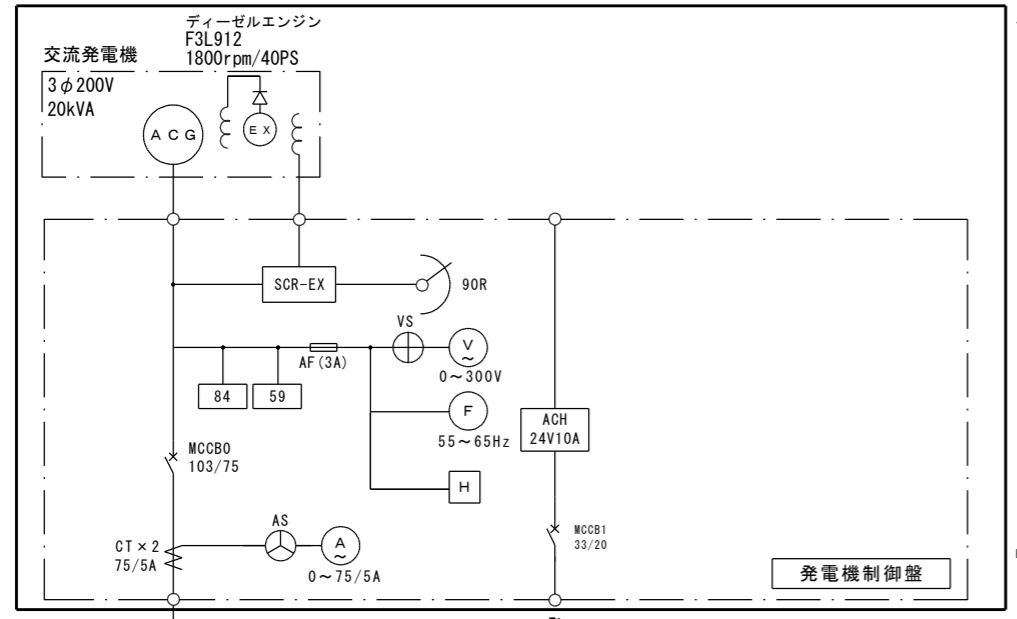 ディーゼルエンジン
F3L912
1800rpm/40PS
交流発電機
3φ200V
20kVA
ACG
EX
SCR-EX
90R
VS
V
~
AF(3A)
0~300V
84
59
F
55~65Hz
ACH
24V10A
MCCB0
103/75
H
AS
MCCB1
33/20
CT×2
75/5A
A
~
0~75/5A
発電機制御盤